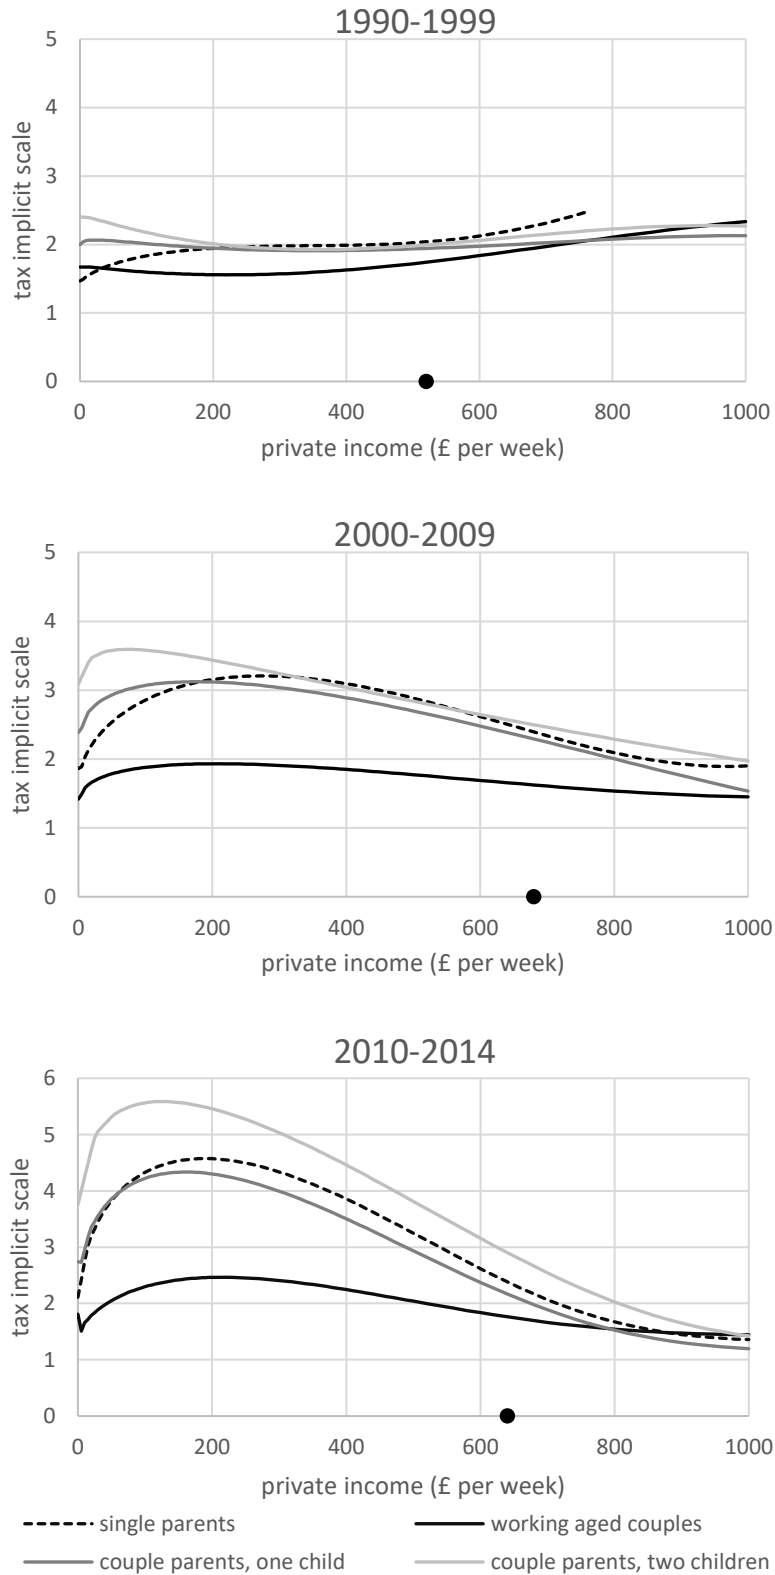 1990-1999
5
4
3
2
1
0
tax implicit scale
0 200 400 600 800 1000
private income (£ per week)
2000-2009
5
4
3
2
1
0
tax implicit scale
0 200 400 600 800 1000
private income (£ per week)
2010-2014
6
5
4
3
2
1
0
tax implicit scale
0 200 400 600 800 1000
private income (£ per week)
single parents working aged couples
couple parents, one child couple parents, two children